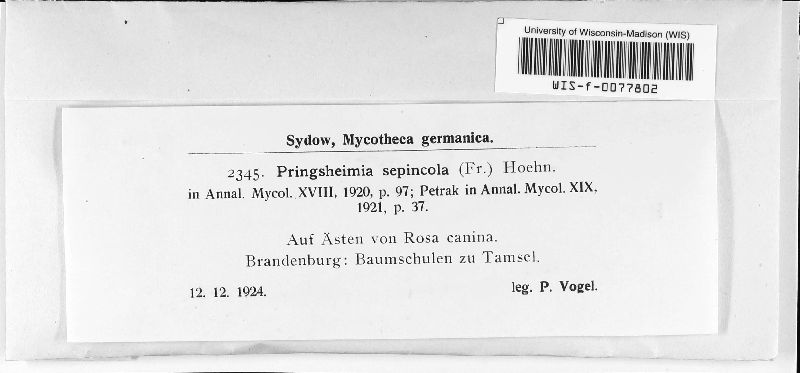 University of Wisconsin-Madison (WIS)
WIS-f-0077802
Sydow, Mycotheca germanica.
2345. Pringsheimia sepincola (Fr.) Hoehn.
in Annal. Mycol. XVIII, 1920, p. 97; Petrak in Annal. Mycol. XIX,
1921, p. 37.
Auf Ästen von Rosa canina.
Brandenburg: Baumschulen zu Tamsel.
12. 12. 1924. leg. P. Vogel.